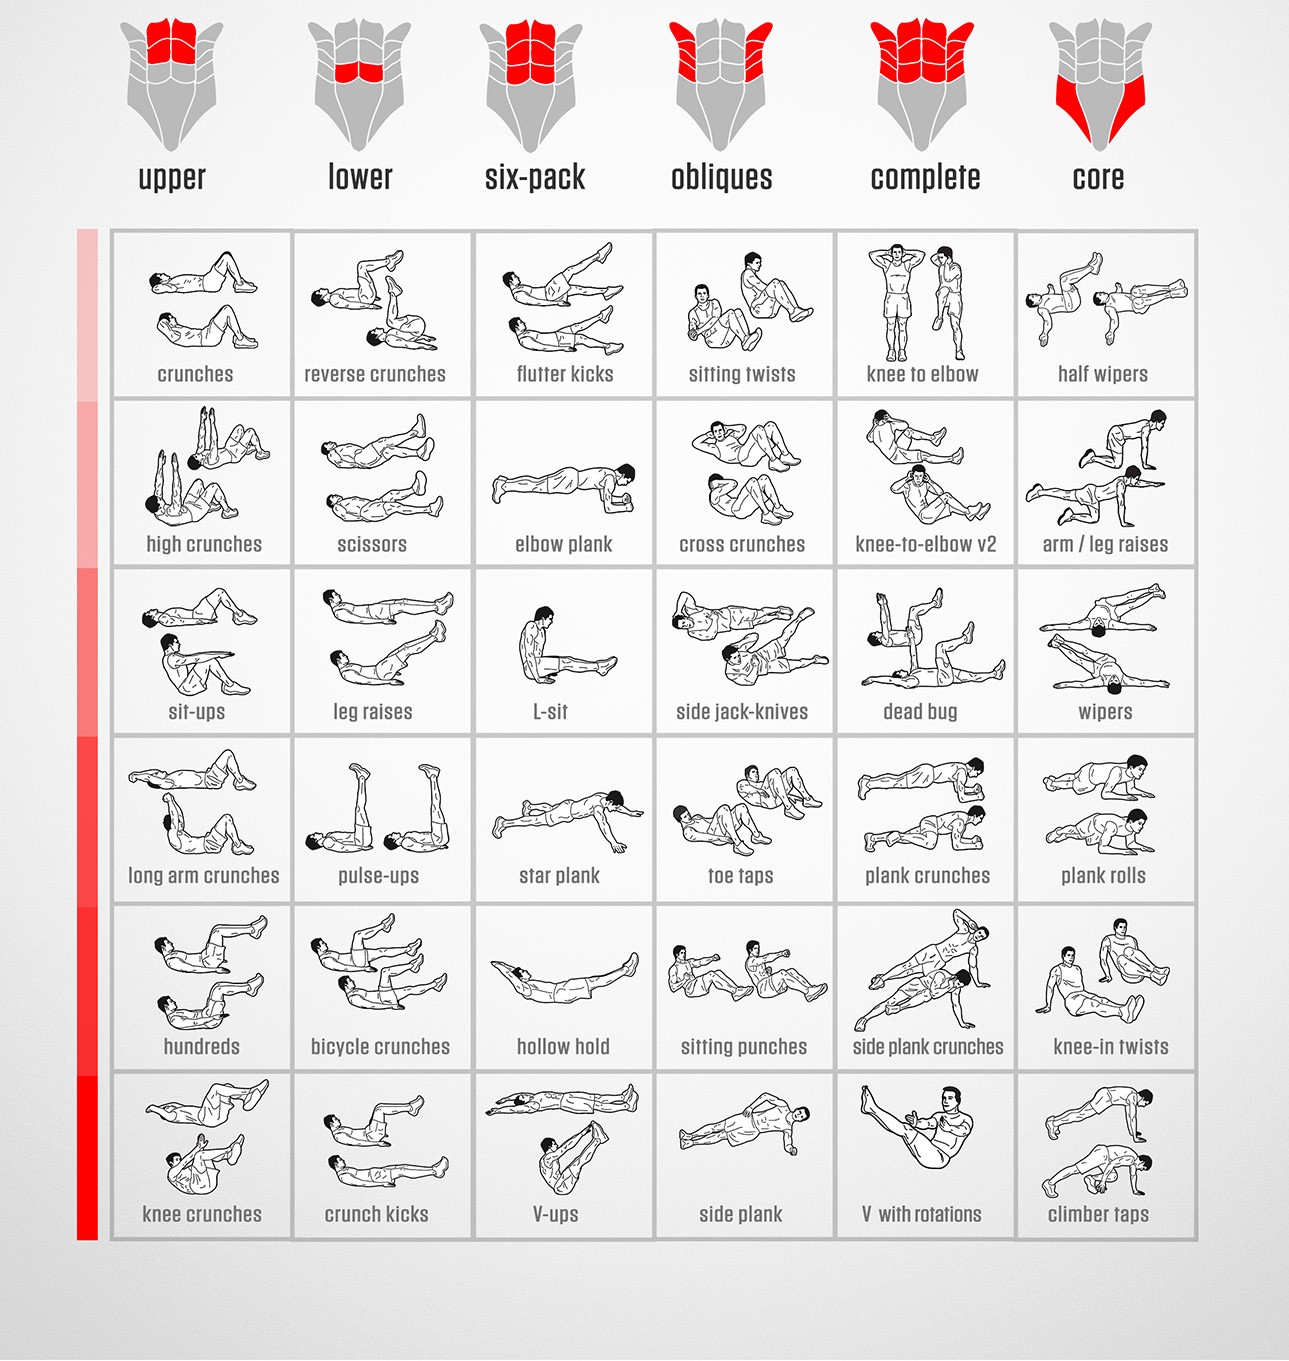 upper lower six-pack obliques complete core
crunches reverse crunches flutter kicks sitting twists knee to elbow half wipers
high crunches scissors elbow plank cross crunches knee-to-elbow v2 arm / leg raises
sit-ups leg raises L-sit side jack-knives dead bug wipers
long arm crunches pulse-ups star plank toe taps plank crunches plank rolls
hundreds bicycle crunches hollow hold sitting punches side plank crunches knee-in twists
knee crunches crunch kicks V-ups side plank V with rotations climber taps